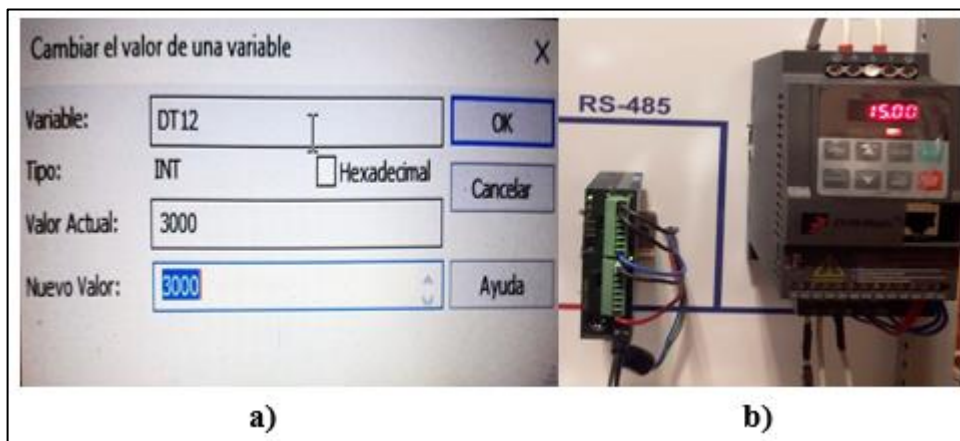 Cambiar el valor de una variable X
Variable: DT12 OK
Tipo: INT Hexadecimal
Cancelar
Valor Actual: 3000
Nuevo Valor: 3000 Ayuda
RS-485
15.00
a)
b)